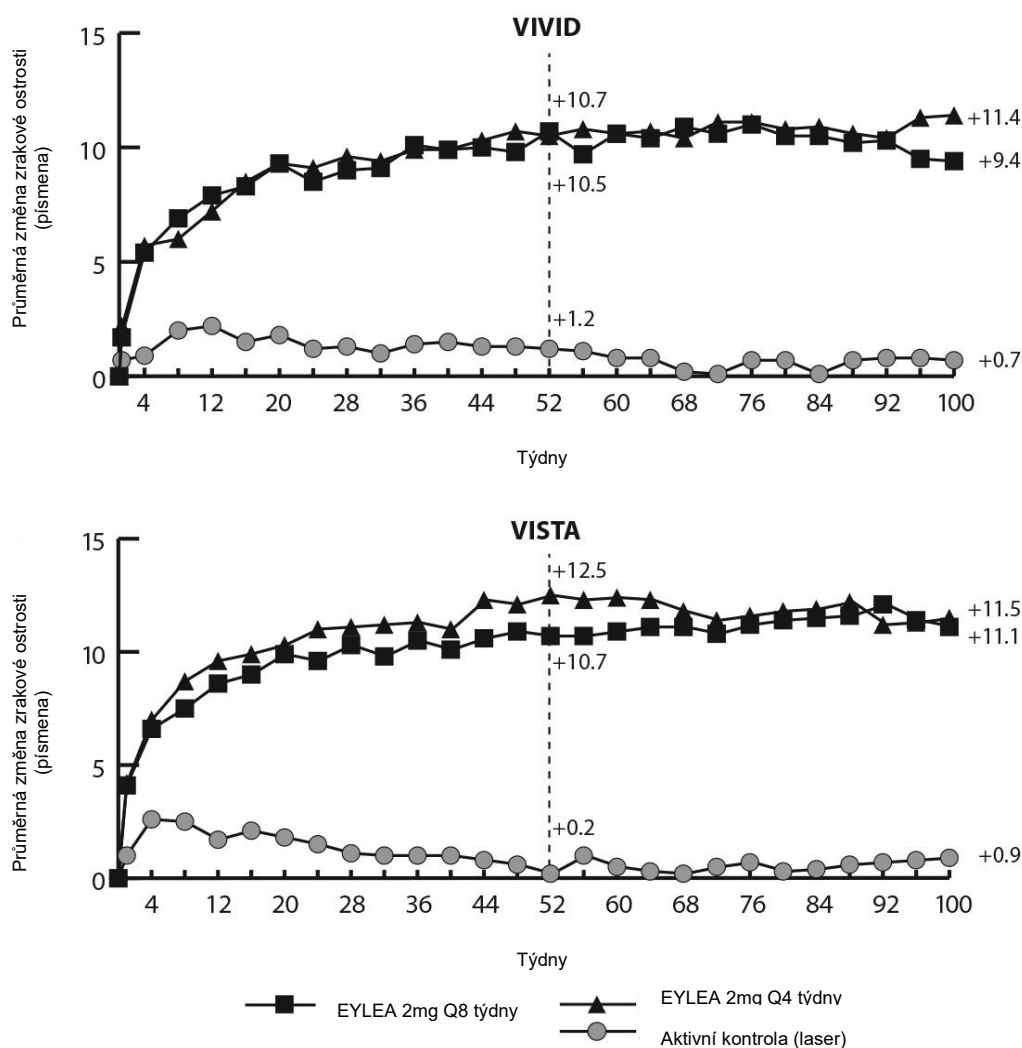 VIVID
15
10
5
0
Průměrná změna zrakové ostrosti
(písmena)
+10.7
+10.5
+1.2
+11.4
+9.4
+0.7
4 12 20 28 36 44 52 60 68 76 84 92 100
Týdny
VISTA
15
10
5
0
Průměrná změna zrakové ostrosti
(písmena)
+12.5
+10.7
+0.2
+11.5
+11.1
+0.9
4 12 20 28 36 44 52 60 68 76 84 92 100
Týdny
EYLEA 2mg Q8 týdny
EYLEA 2mg Q4 týdny
Aktivní kontrola (laser)